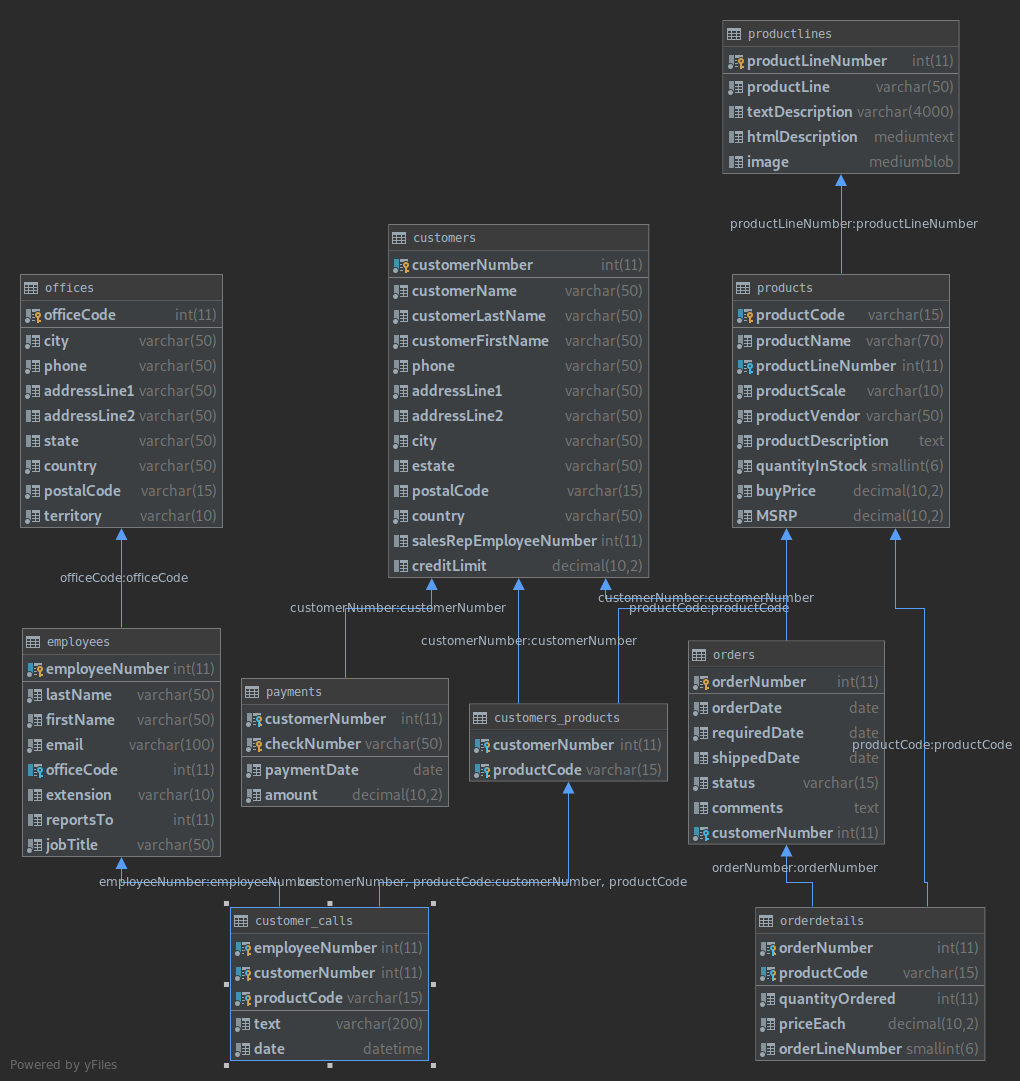 productlines
productLineNumber int(11)
productLine varchar(50)
textDescription varchar(4000)
htmlDescription mediumtext
image mediumblob
productLineNumber:productLineNumber
customers
customerNumber int(11)
customerName varchar(50)
customerLastName varchar(50)
customerFirstName varchar(50)
phone varchar(50)
addressLine1 varchar(50)
addressLine2 varchar(50)
city varchar(50)
estate varchar(50)
postalCode varchar(15)
country varchar(50)
salesRepEmployeeNumber int(11)
creditLimit decimal(10,2)
offices
officeCode int(11)
city varchar(50)
phone varchar(50)
addressLine1 varchar(50)
addressLine2 varchar(50)
state varchar(50)
country varchar(50)
postalCode varchar(15)
territory varchar(10)
products
productCode varchar(15)
productName varchar(70)
productLineNumber int(11)
productScale varchar(10)
productVendor varchar(50)
productDescription text
quantityInStock smallint(6)
buyPrice decimal(10,2)
MSRP decimal(10,2)
officeCode:officeCode
customerNumber:customerNumber
customerNumber:customerNumber
productCode:productCode
customerNumber:customerNumber
employees
employeeNumber int(11)
lastName varchar(50)
firstName varchar(50)
email varchar(100)
officeCode int(11)
extension varchar(10)
reportsTo int(11)
jobTitle varchar(50)
payments
customerNumber int(11)
checkNumber varchar(50)
paymentDate date
amount decimal(10,2)
customers_products
customerNumber int(11)
productCode varchar(15)
orders
orderNumber int(11)
orderDate date
requiredDate date
shippedDate date
status varchar(15)
comments text
customerNumber int(11)
productCode:productCode
orderNumber:orderNumber
employeeNumber:employeeNumber
customerNumber, productCode:customerNumber, productCode
customer_calls
employeeNumber int(11)
customerNumber int(11)
productCode varchar(15)
text varchar(200)
date datetime
orderdetails
orderNumber int(11)
productCode varchar(15)
quantityOrdered int(11)
priceEach decimal(10,2)
orderLineNumber smallint(6)
Powered by yFiles